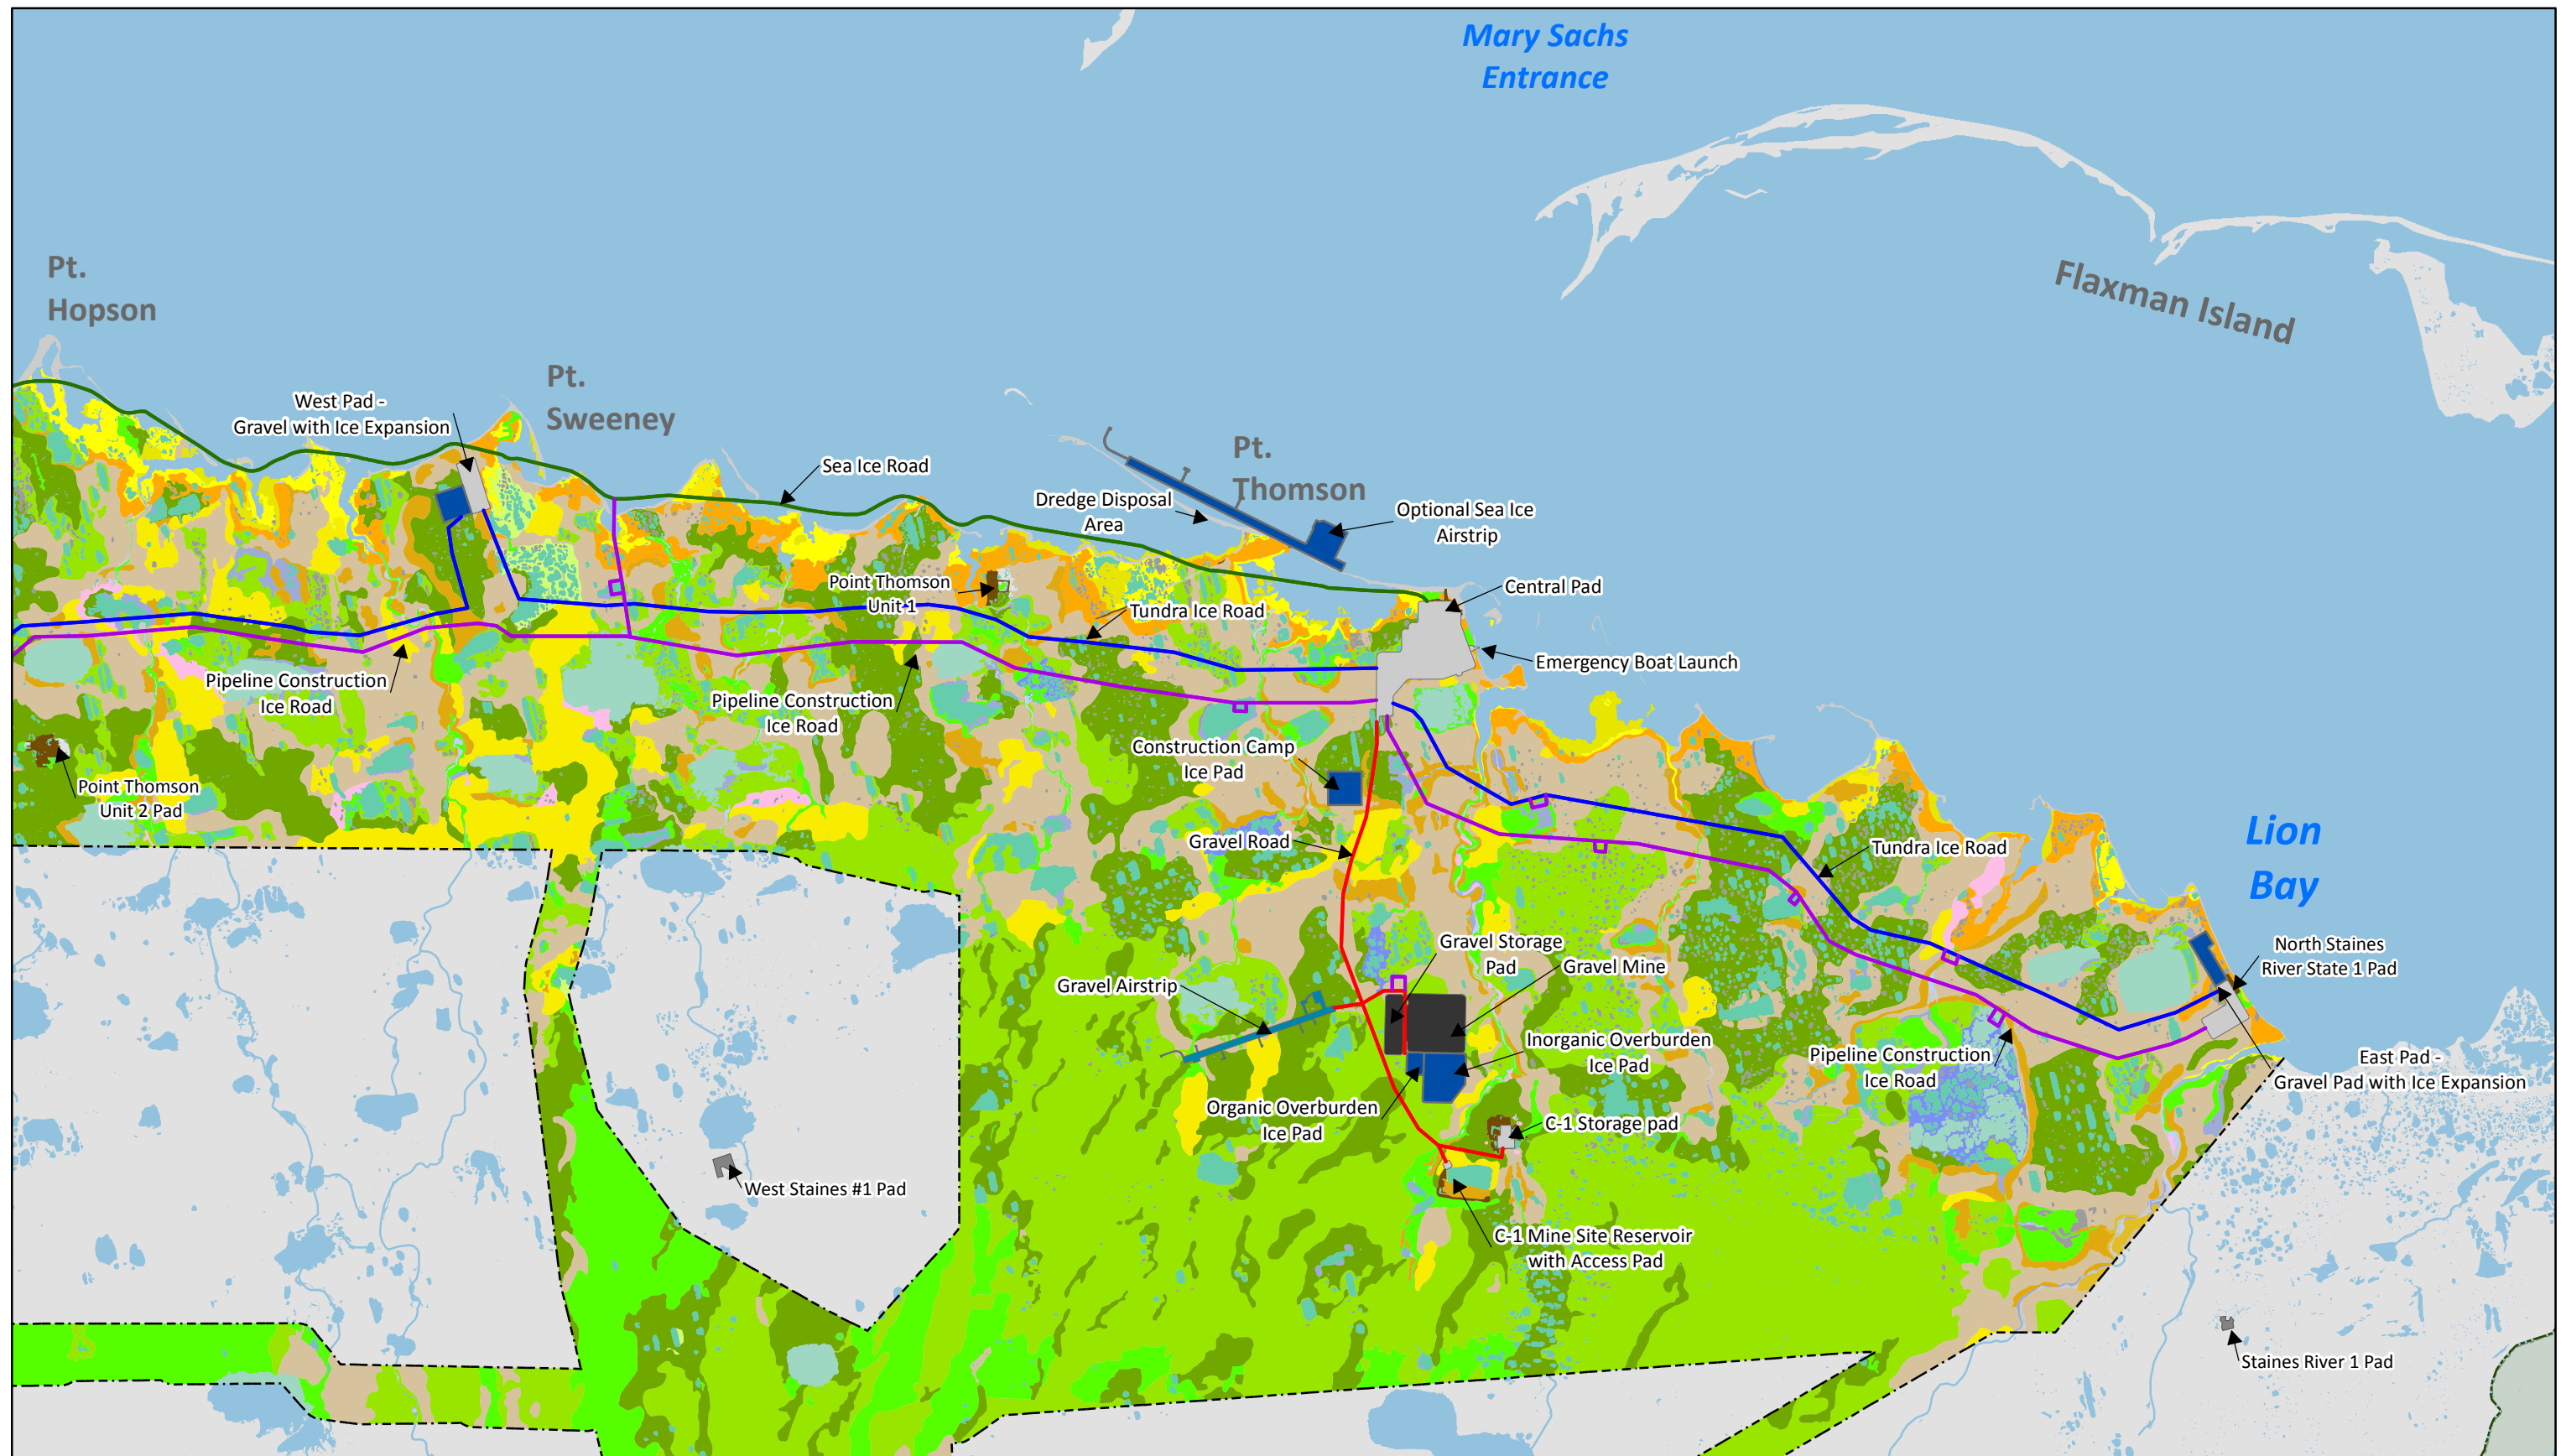 Mary Sachs
Entrance
Pt.
Hopson
Flaxman Island
Pt.
Sweeney
West Pad -
Gravel with Ice Expansion
Sea Ice Road
Pt.
Thomson
Dredge Disposal
Area
Optional Sea Ice
Airstrip
Point Thomson
Unit 1
Tundra Ice Road
Central Pad
Emergency Boat Launch
Pipeline Construction
Ice Road
Pipeline Construction
Ice Road
Construction Camp
Ice Pad
Point Thomson
Unit 2 Pad
Gravel Road
Tundra Ice Road
Lion
Bay
Gravel Storage
Pad
Gravel Mine
North Staines
River State 1 Pad
Gravel Airstrip
Inorganic Overburden
Ice Pad
Pipeline Construction
Ice Road
East Pad -
Gravel Pad with Ice Expansion
Organic Overburden
Ice Pad
C-1 Storage pad
West Staines #1 Pad
C-1 Mine Site Reservoir
with Access Pad
Staines River 1 Pad